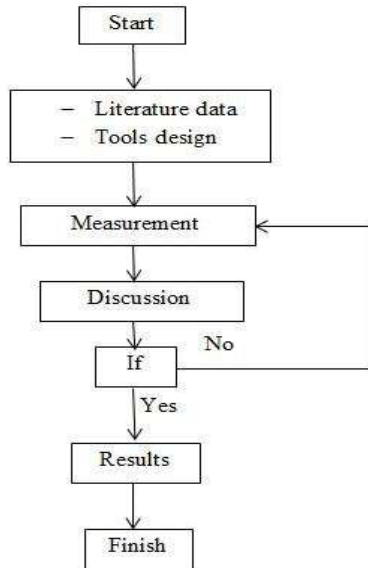 Start
– Literature data
– Tools design
Measurement
Discussion
No
If
Yes
Results
Finish